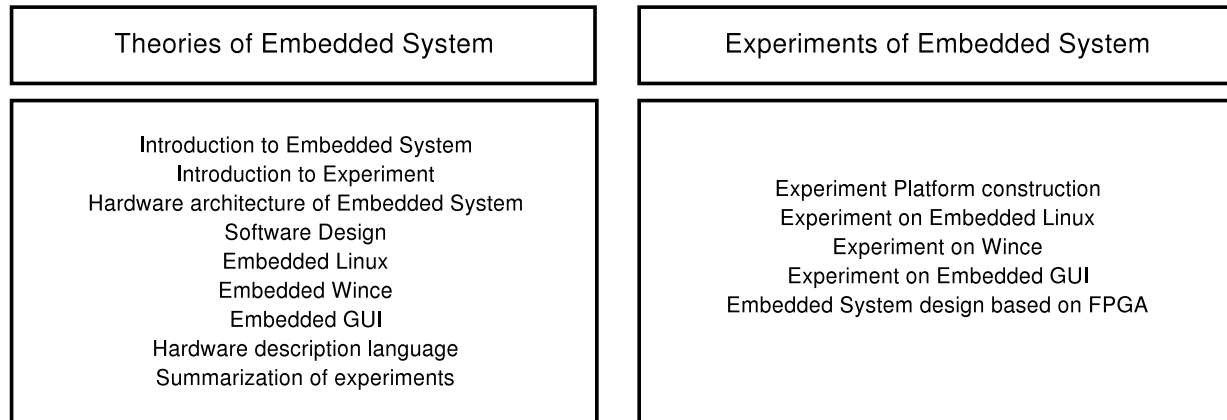 Theories of Embedded System
Introduction to Embedded System
Introduction to Experiment
Hardware architecture of Embedded System
Software Design
Embedded Linux
Embedded Wince
Embedded GUI
Hardware description language
Summarization of experiments
Experiments of Embedded System
Experiment Platform construction
Experiment on Embedded Linux
Experiment on Wince
Experiment on Embedded GUI
Embedded System design based on FPGA